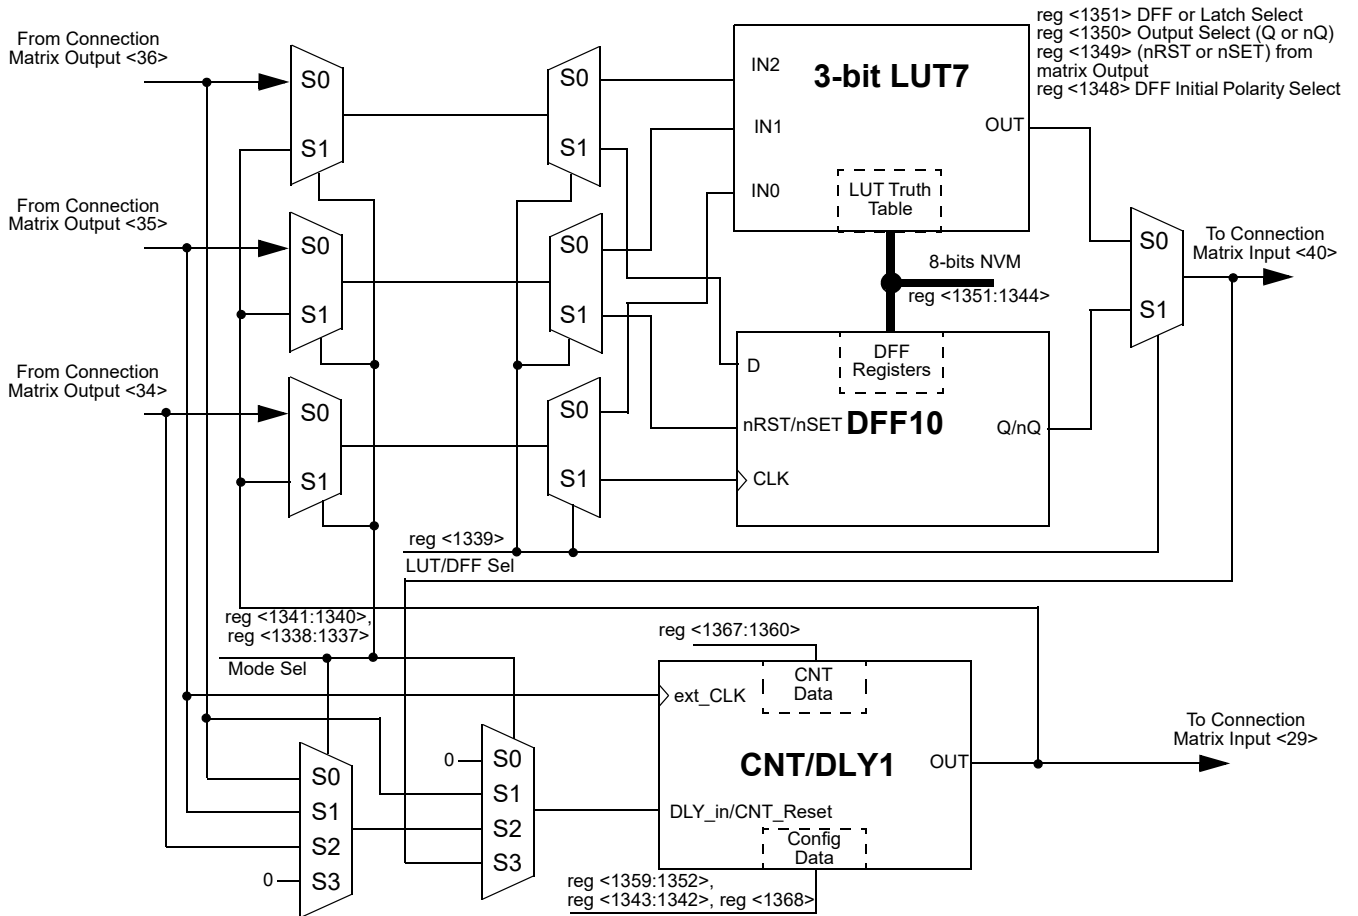 reg <1351> DFF or Latch Select
reg <1350> Output Select (Q or nQ)
reg <1349> (nRST or nSET) from
matrix Output
reg <1348> DFF Initial Polarity Select
From Connection
Matrix Output <36>
S0
S1
S0
S1
IN2
3-bit LUT7
IN1
OUT
IN0
LUT Truth
Table
From Connection
Matrix Output <35>
S0
S1
S0
S1
8-bits NVM
reg <1351:1344>
S0
S1
To Connection
Matrix Input <40>
From Connection
Matrix Output <34>
S0
S1
S0
S1
D
DFF
Registers
nRST/nSET
DFF10
Q/nQ
CLK
reg <1339>
LUT/DFF Sel
reg <1341:1340>,
reg <1338:1337>
Mode Sel
reg <1367:1360>
CNT
Data
ext_CLK
CNT/DLY1
OUT
To Connection
Matrix Input <29>
DLY_in/CNT_Reset
Config
Data
S0
S1
S2
0
S3
0
S0
S1
S2
S3
reg <1359:1352>,
reg <1343:1342>, reg <1368>